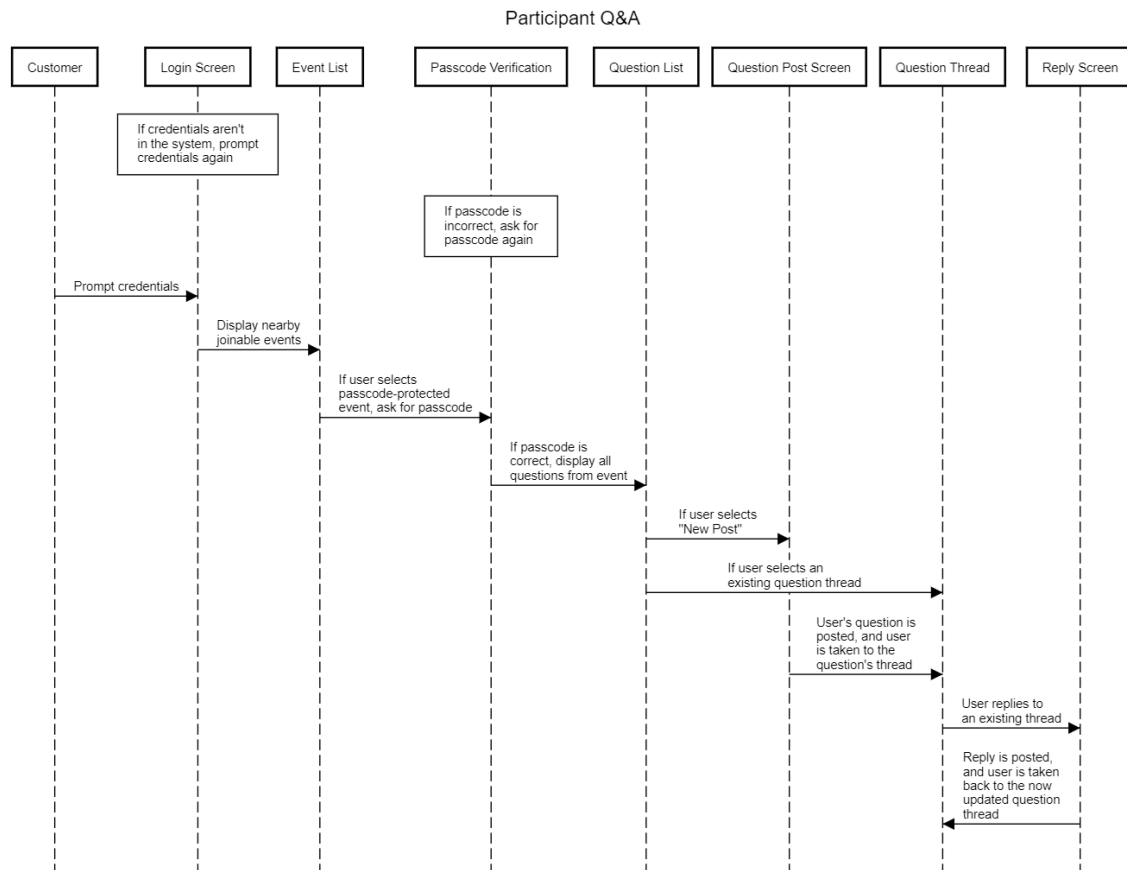 Participant Q&A
Customer
Login Screen
Event List
Passcode Verification
Question List
Question Post Screen
Question Thread
Reply Screen
If credentials aren't
in the system, prompt
credentials again
If passcode is
incorrect, ask for
passcode again
Prompt credentials
Display nearby
joinable events
If user selects
passcode-protected
event, ask for passcode
If passcode is
correct, display all
questions from event
If user selects
"New Post"
If user selects an
existing question thread
User's question is
posted, and user
is taken to the
question's thread
User replies to
an existing thread
Reply is posted,
and user is taken
back to the now
updated question
thread